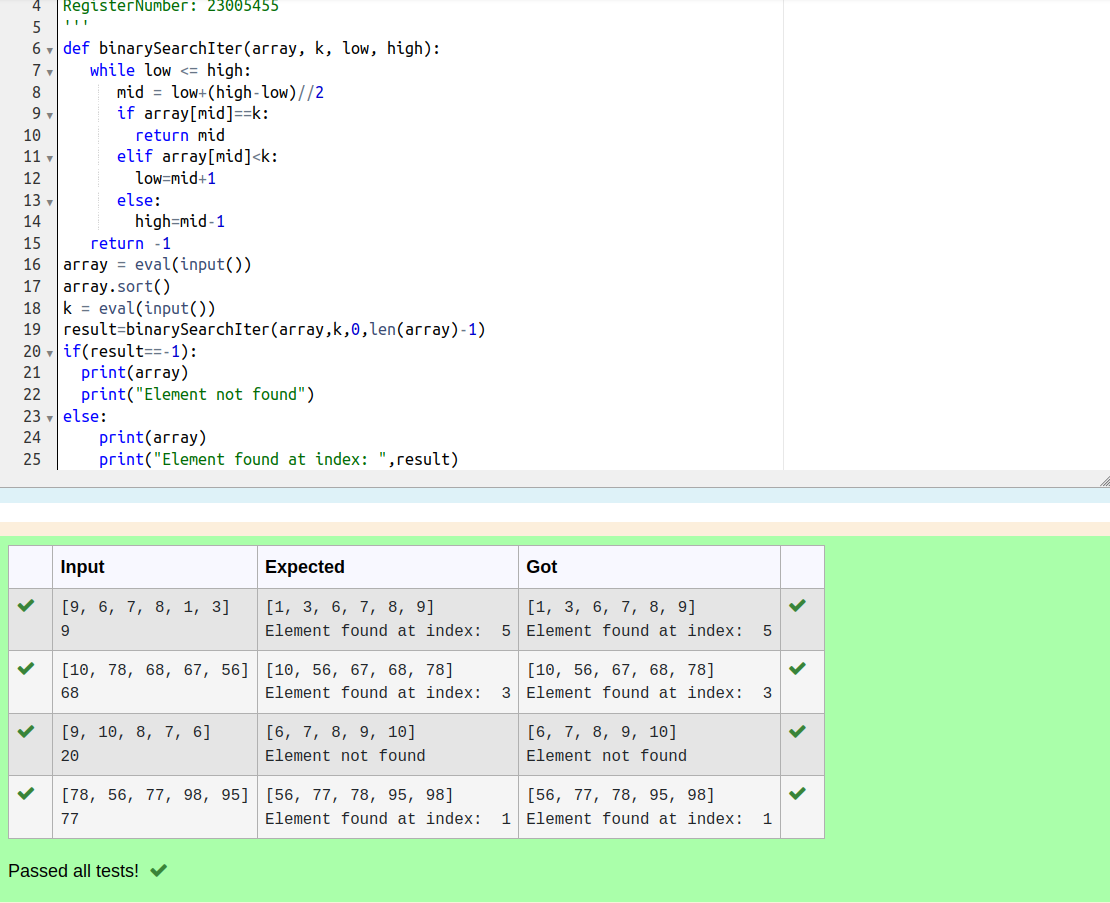 4 RegisterNumber: 23005455
5 '''
6 def binarySearchIter(array, k, low, high):
7    while low <= high:
8       mid = low+(high-low)//2
9       if array[mid]==k:
10         return mid
11      elif array[mid]<k:
12         low=mid+1
13      else:
14         high=mid-1
15   return -1
16 array = eval(input())
17 array.sort()
18 k = eval(input())
19 result=binarySearchIter(array,k,0,len(array)-1)
20 if(result==-1):
21   print(array)
22   print("Element not found")
23 else:
24     print(array)
25     print("Element found at index: ",result)
Input Expected Got
[9, 6, 7, 8, 1, 3] [1, 3, 6, 7, 8, 9] [1, 3, 6, 7, 8, 9]
9 Element found at index:  5 Element found at index:  5
[10, 78, 68, 67, 56] [10, 56, 67, 68, 78] [10, 56, 67, 68, 78]
68 Element found at index:  3 Element found at index:  3
[9, 10, 8, 7, 6] [6, 7, 8, 9, 10] [6, 7, 8, 9, 10]
20 Element not found Element not found
[78, 56, 77, 98, 95] [56, 77, 78, 95, 98] [56, 77, 78, 95, 98]
77 Element found at index:  1 Element found at index:  1
Passed all tests!